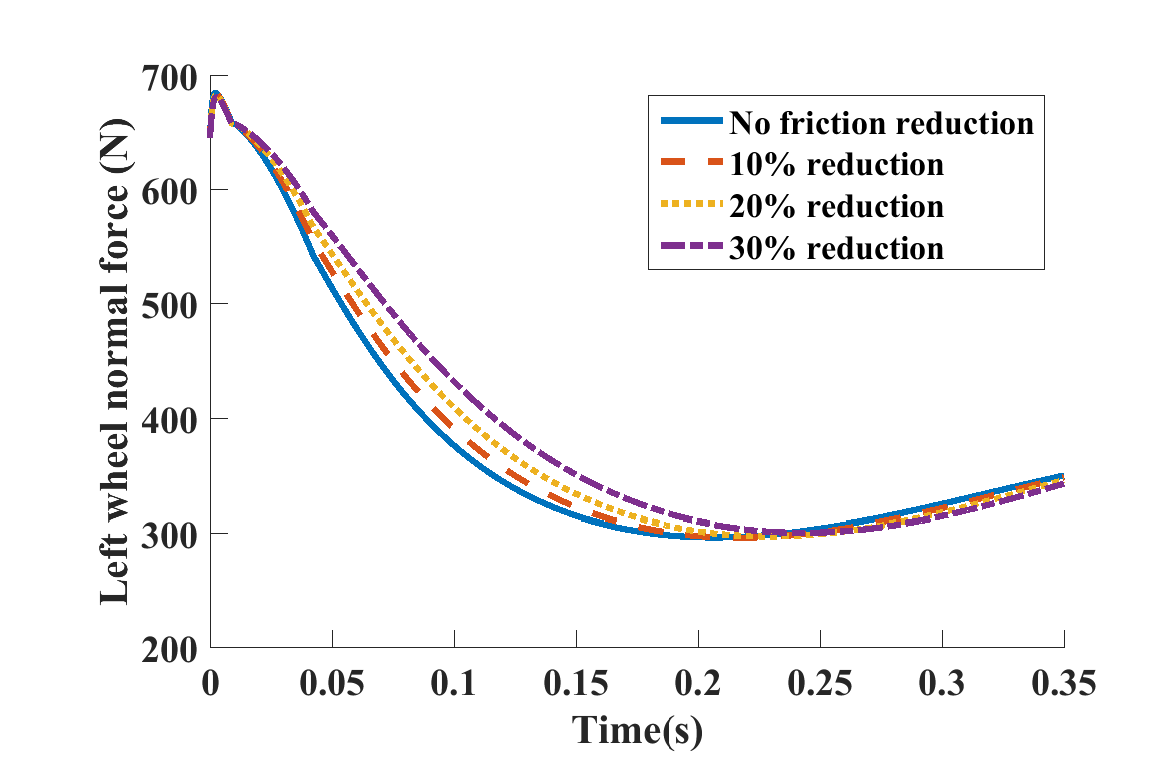 700
600
500
400
300
200
Left wheel normal force (N)
No friction reduction
10% reduction
20% reduction
30% reduction
0 0.05 0.1 0.15 0.2 0.25 0.3 0.35
Time(s)